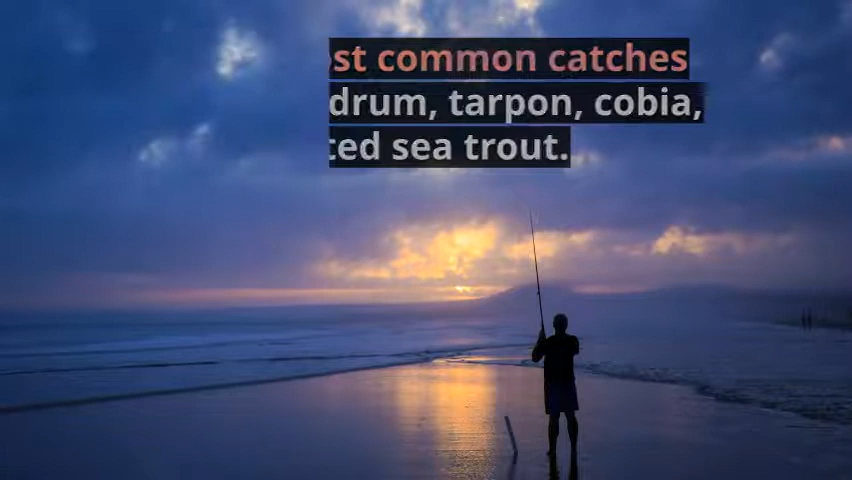 st common catches
drum, tarpon, cobia,
ted sea trout.